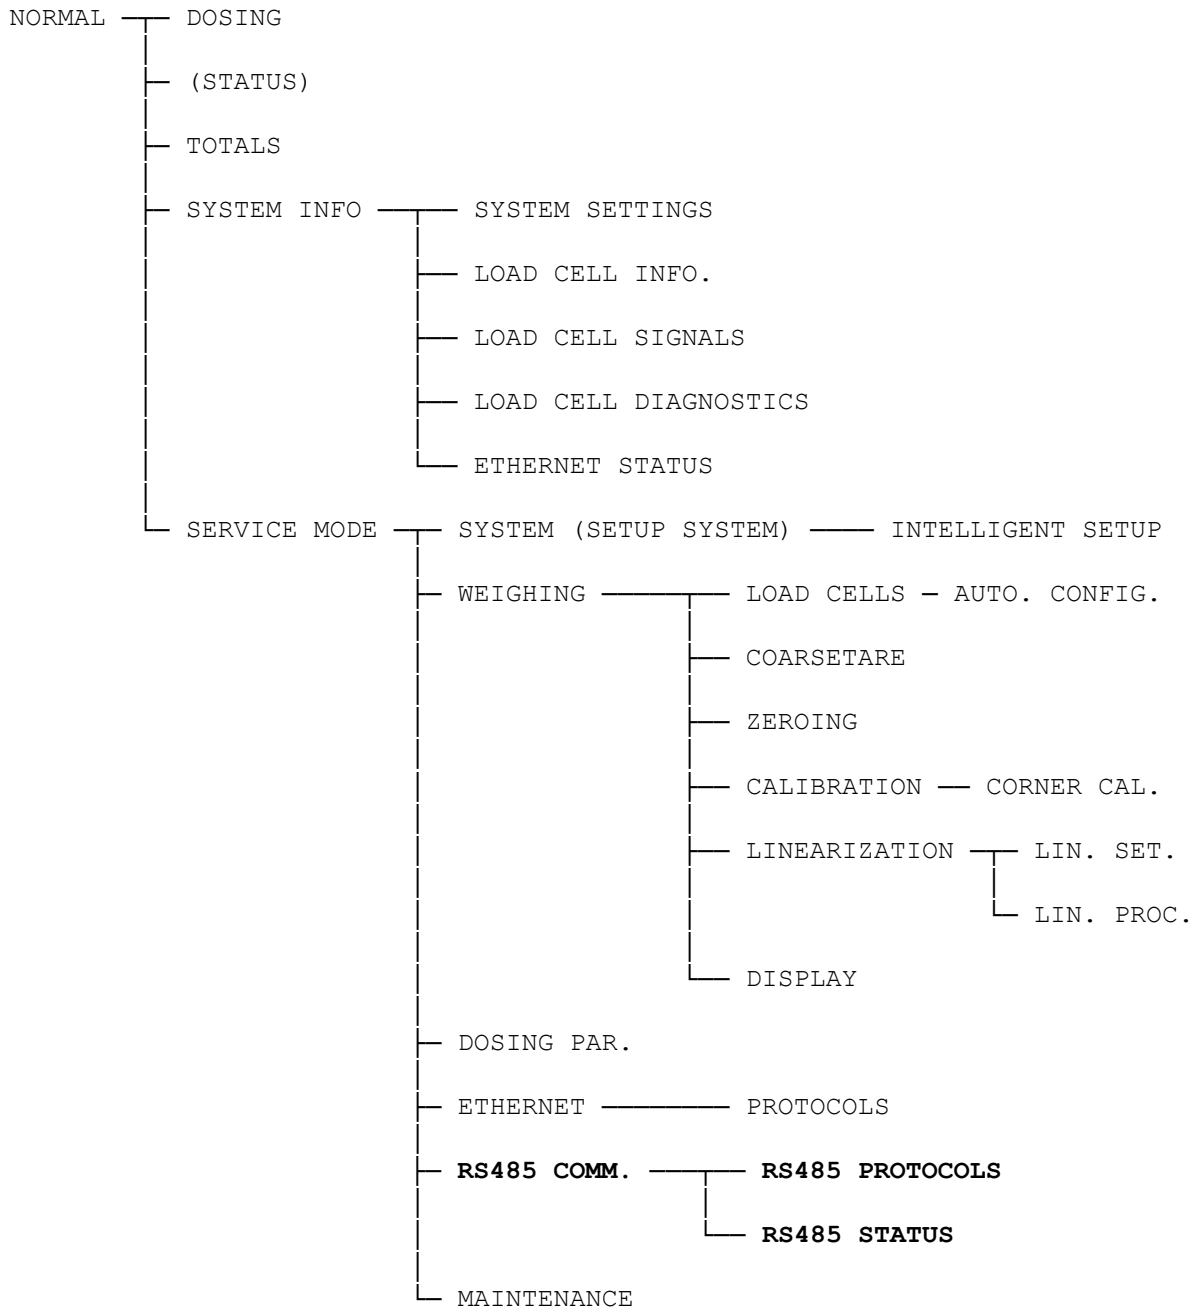 NORMAL DOSING
(STATUS)
TOTALS
SYSTEM INFO SYSTEM SETTINGS
LOAD CELL INFO.
LOAD CELL SIGNALS
LOAD CELL DIAGNOSTICS
ETHERNET STATUS
SERVICE MODE SYSTEM (SETUP SYSTEM) INTELLIGENT SETUP
WEIGHING LOAD CELLS AUTO. CONFIG.
COARSETARE
ZEROING
CALIBRATION CORNER CAL.
LINEARIZATION LIN. SET.
LIN. PROC.
DISPLAY
DOSING PAR.
ETHERNET PROTOCOLS
RS485 COMM. RS485 PROTOCOLS
RS485 STATUS
MAINTENANCE